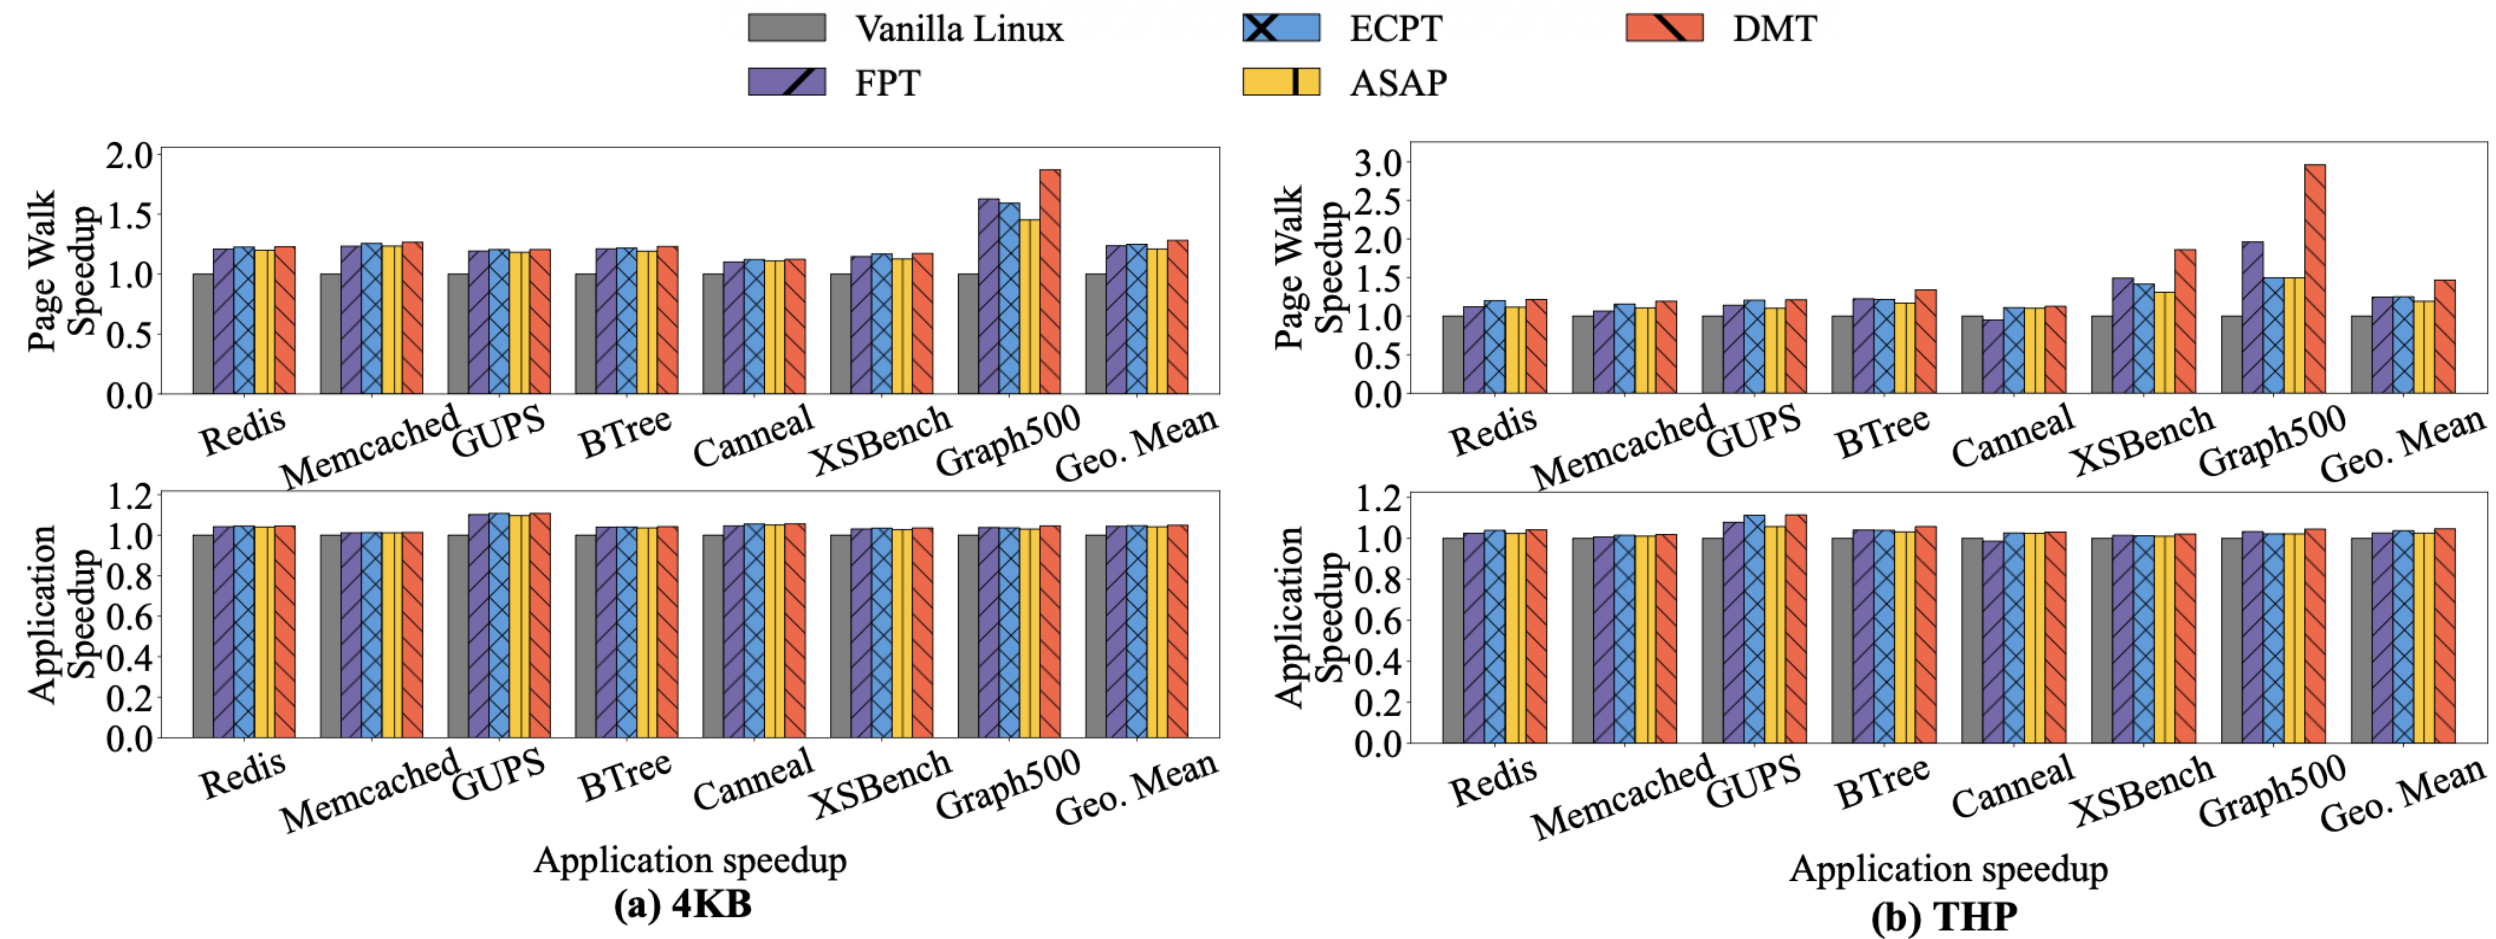 Vanilla Linux
ECPT
DMT
FPT
ASAP
Page Walk
Speedup
2.0
1.5
1.0
0.5
0.0
Redis
Memcached
GUPS
BTree
Canneal
XSBench
Graph500
Geo. Mean
Page Walk
Speedup
3.0
2.5
2.0
1.5
1.0
0.5
0.0
Redis
Memcached
GUPS
BTree
Canneal
XSBench
Graph500
Geo. Mean
Application
Speedup
1.2
1.0
0.8
0.6
0.4
0.2
0.0
Redis
Memcached
GUPS
BTree
Canneal
XSBench
Graph500
Geo. Mean
Application speedup
(a) 4KB
Application
Speedup
1.2
1.0
0.8
0.6
0.4
0.2
0.0
Redis
Memcached
GUPS
BTree
Canneal
XSBench
Graph500
Geo. Mean
Application speedup
(b) THP